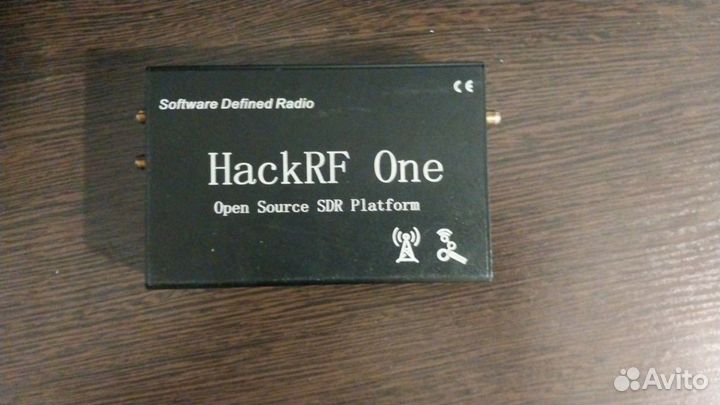 Software Defined Radio
CE
HackRF One
Open Source SDR Platform
Avito